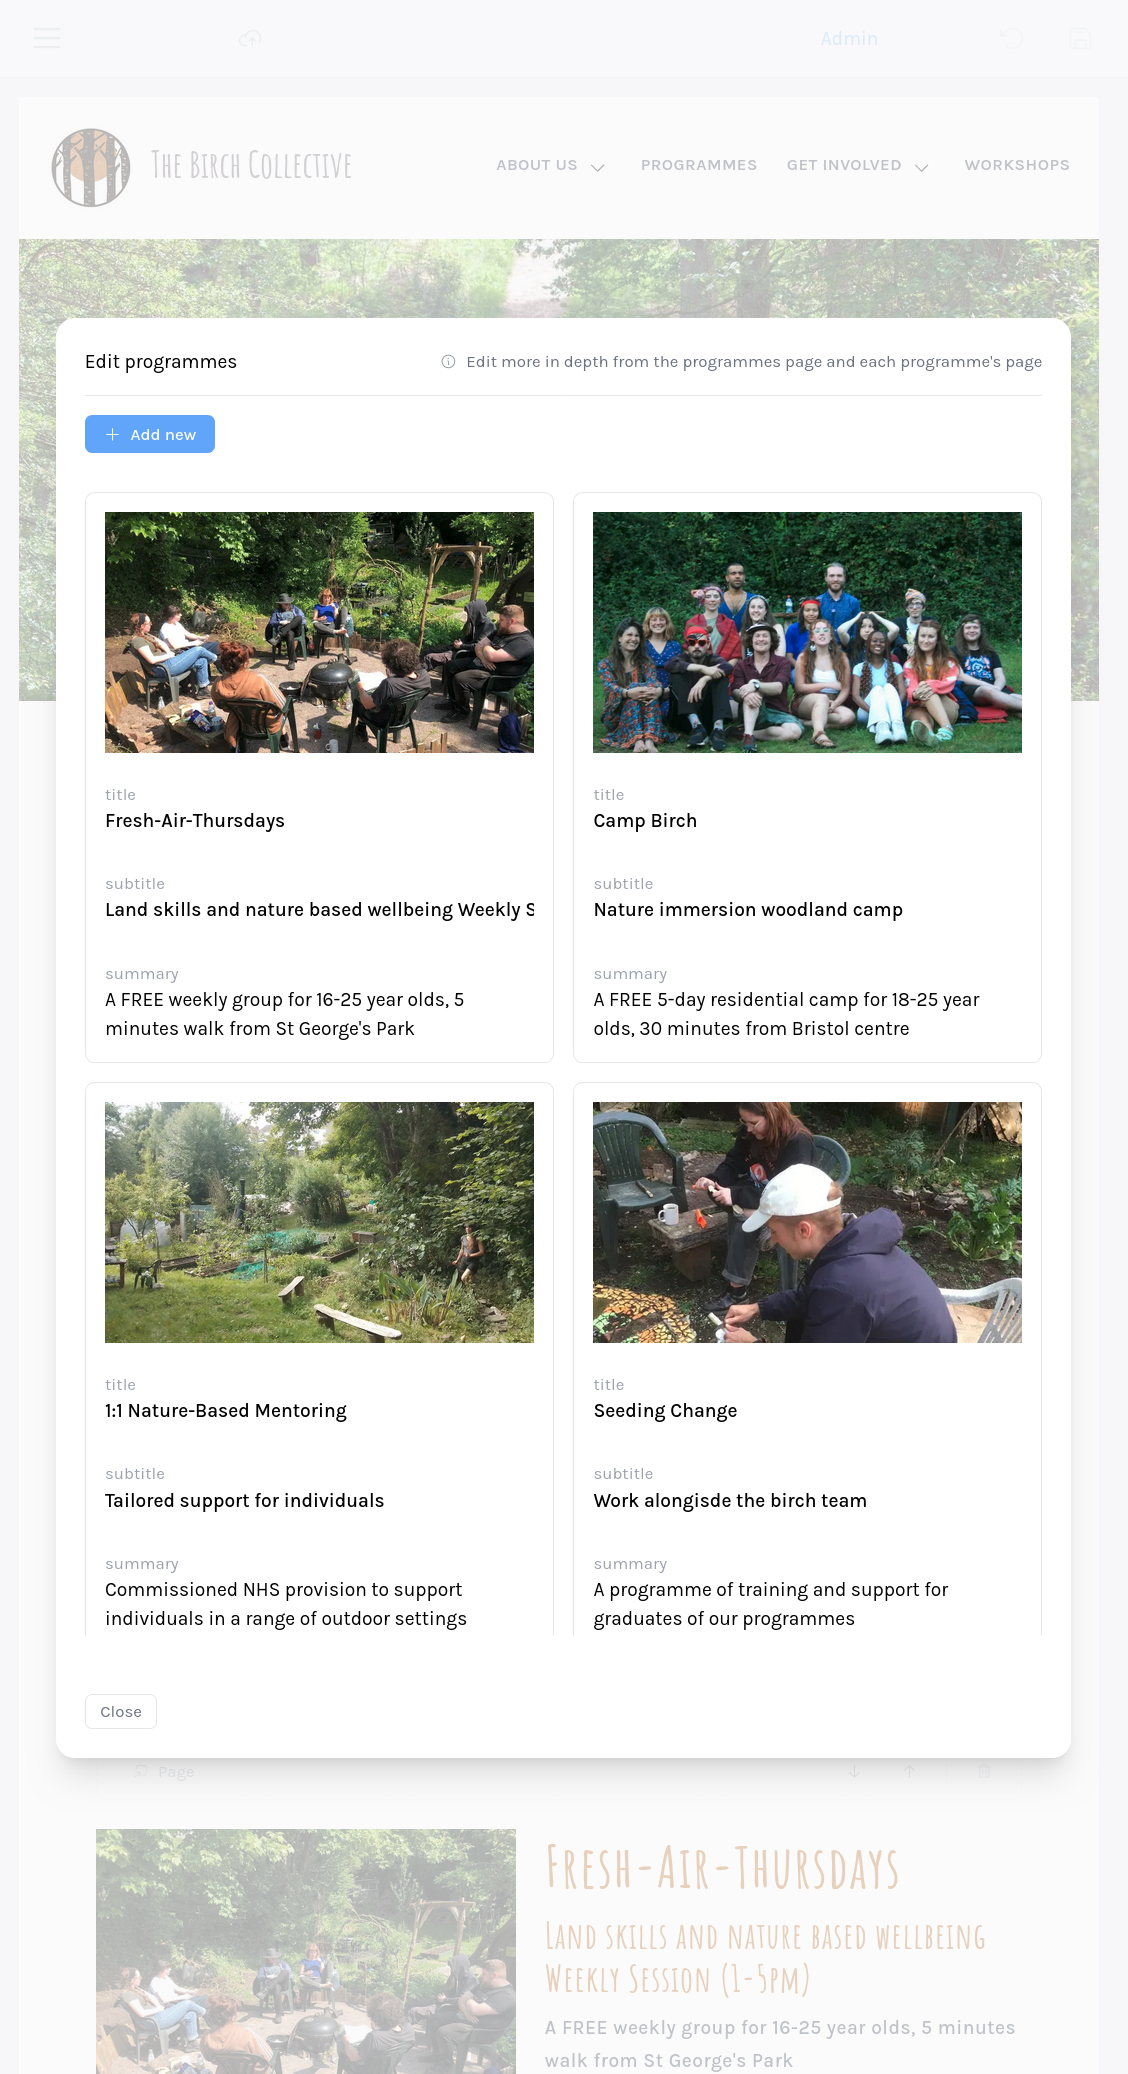 Admin
The Birch Collective
ABOUT US
PROGRAMMES
GET INVOLVED
WORKSHOPS
Edit programmes
Edit more in depth from the programmes page and each programme's page
Add new
title
Fresh-Air-Thursdays
subtitle
Land skills and nature based wellbeing Weekly S
summary
A FREE weekly group for 16-25 year olds, 5
minutes walk from St George's Park
title
Camp Birch
subtitle
Nature immersion woodland camp
summary
A FREE 5-day residential camp for 18-25 year
olds, 30 minutes from Bristol centre
title
1:1 Nature-Based Mentoring
subtitle
Tailored support for individuals
summary
Commissioned NHS provision to support
individuals in a range of outdoor settings
title
Seeding Change
subtitle
Work alongisde the birch team
summary
A programme of training and support for
graduates of our programmes
Close
Page
Fresh-Air-Thursdays
Land skills and nature based wellbeing
Weekly Session (1-5pm)
A FREE weekly group for 16-25 year olds, 5 minutes
walk from St George's Park